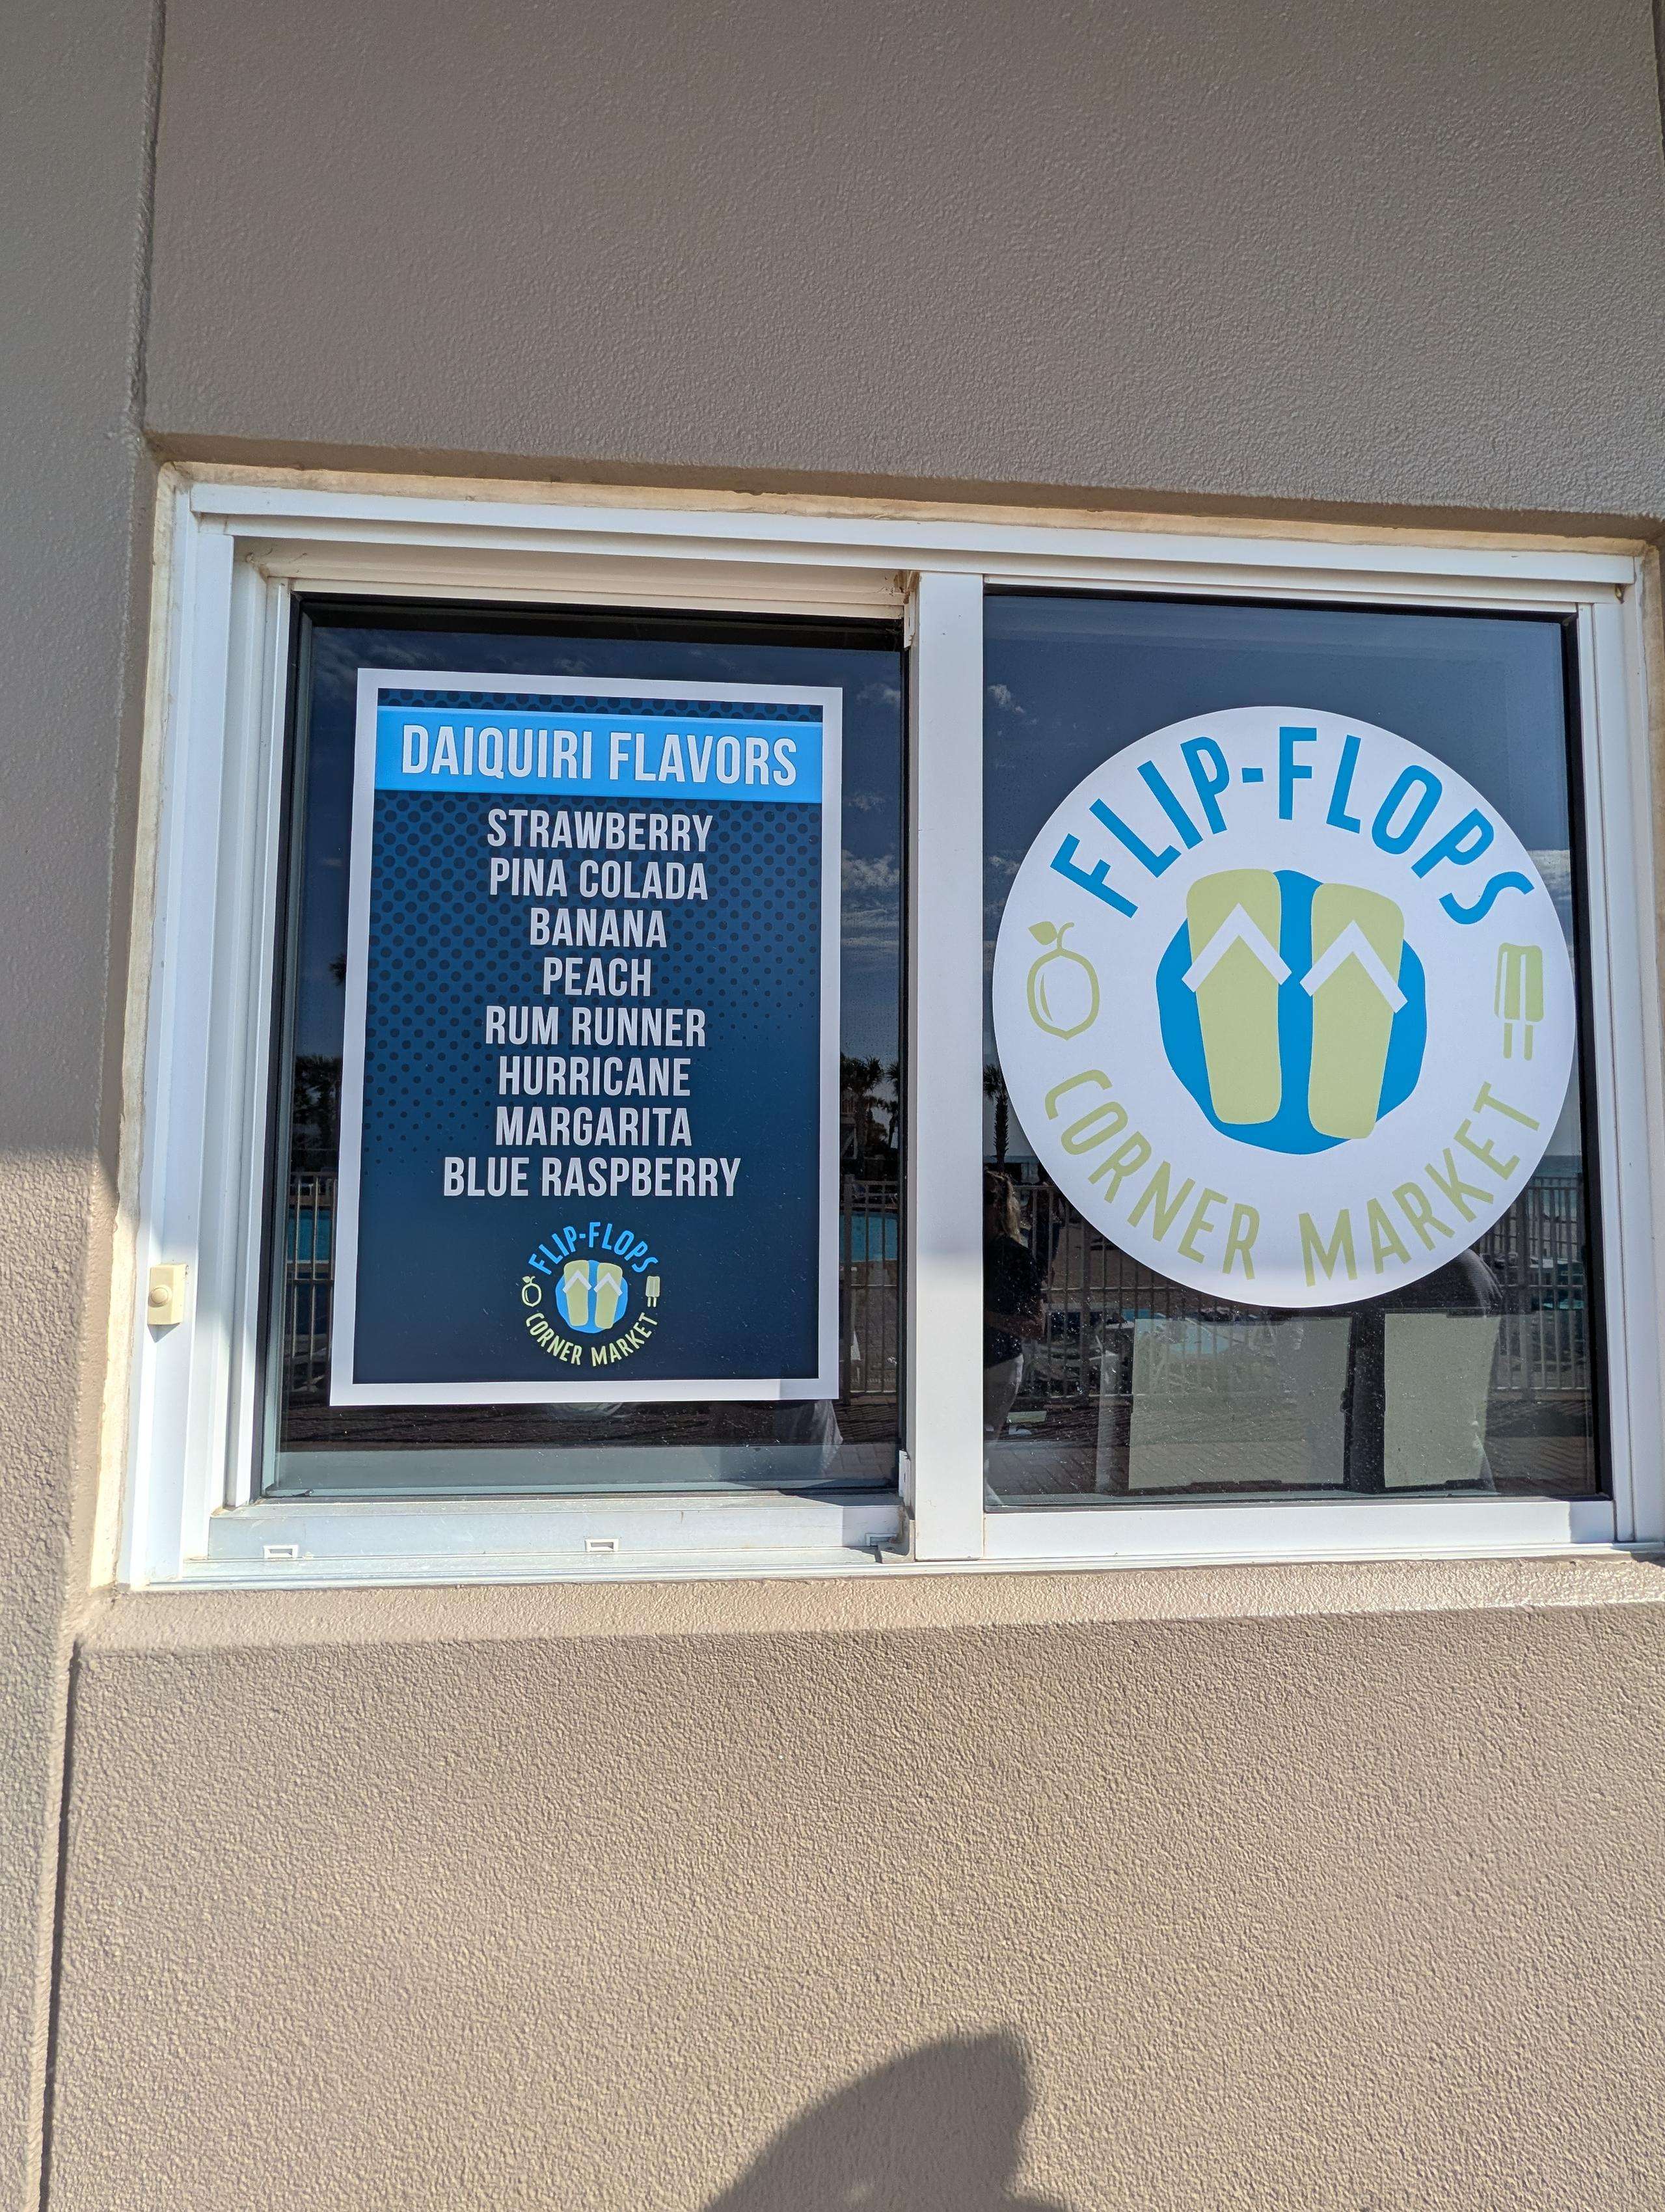 DAIQUIRI FLAVORS
STRAWBERRY
PINA COLADA
BANANA
PEACH
RUM RUNNER
HURRICANE
MARGARITA
BLUE RASPBERRY
FLIP-FLOPS
CORNER MARKET
FLIP-FLOPS
CORNER MARKET